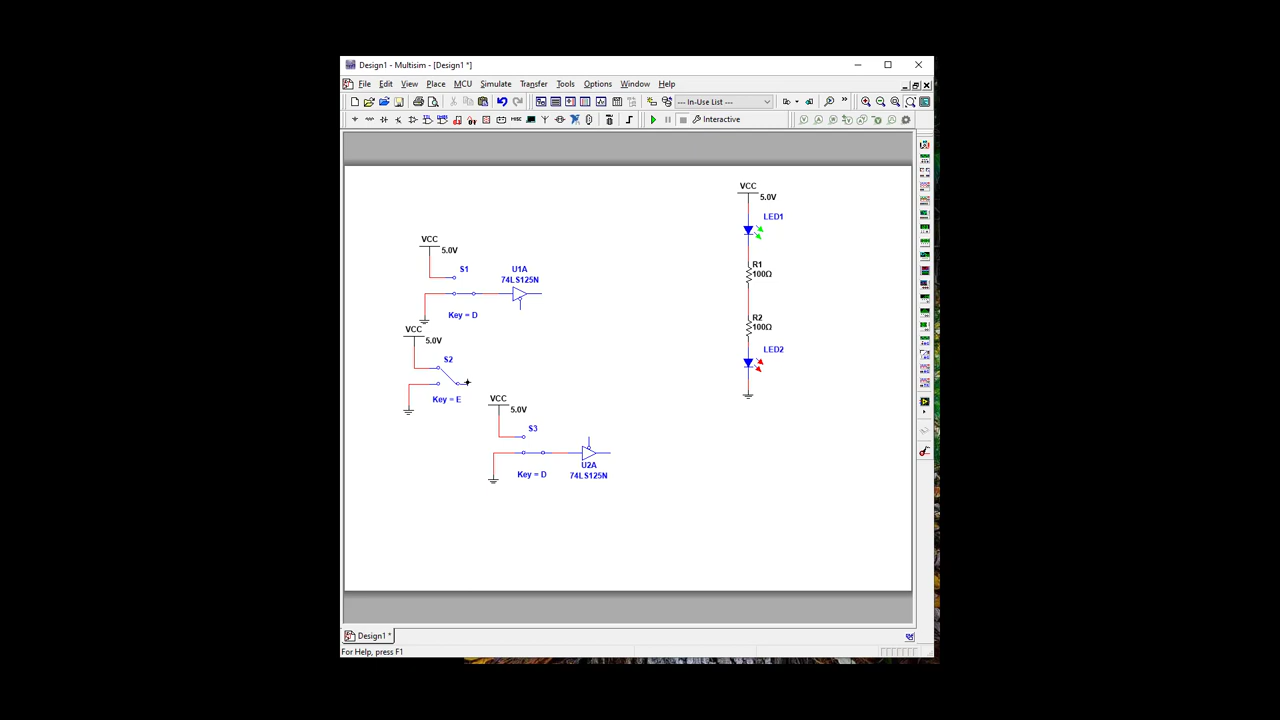 Design1 - Multisim - [Design1 *]
File Edit View Place MCU Simulate Transfer Tools Options Window Help
--- In-Use List ---
Interactive
VCC
5.0V
LED1
R1
100Ω
R2
100Ω
LED2
VCC
5.0V
S1
U1A
74LS125N
Key = D
VCC
5.0V
S2
Key = E
VCC
5.0V
S3
U2A
74LS125N
Key = D
Design1 *
For Help, press F1